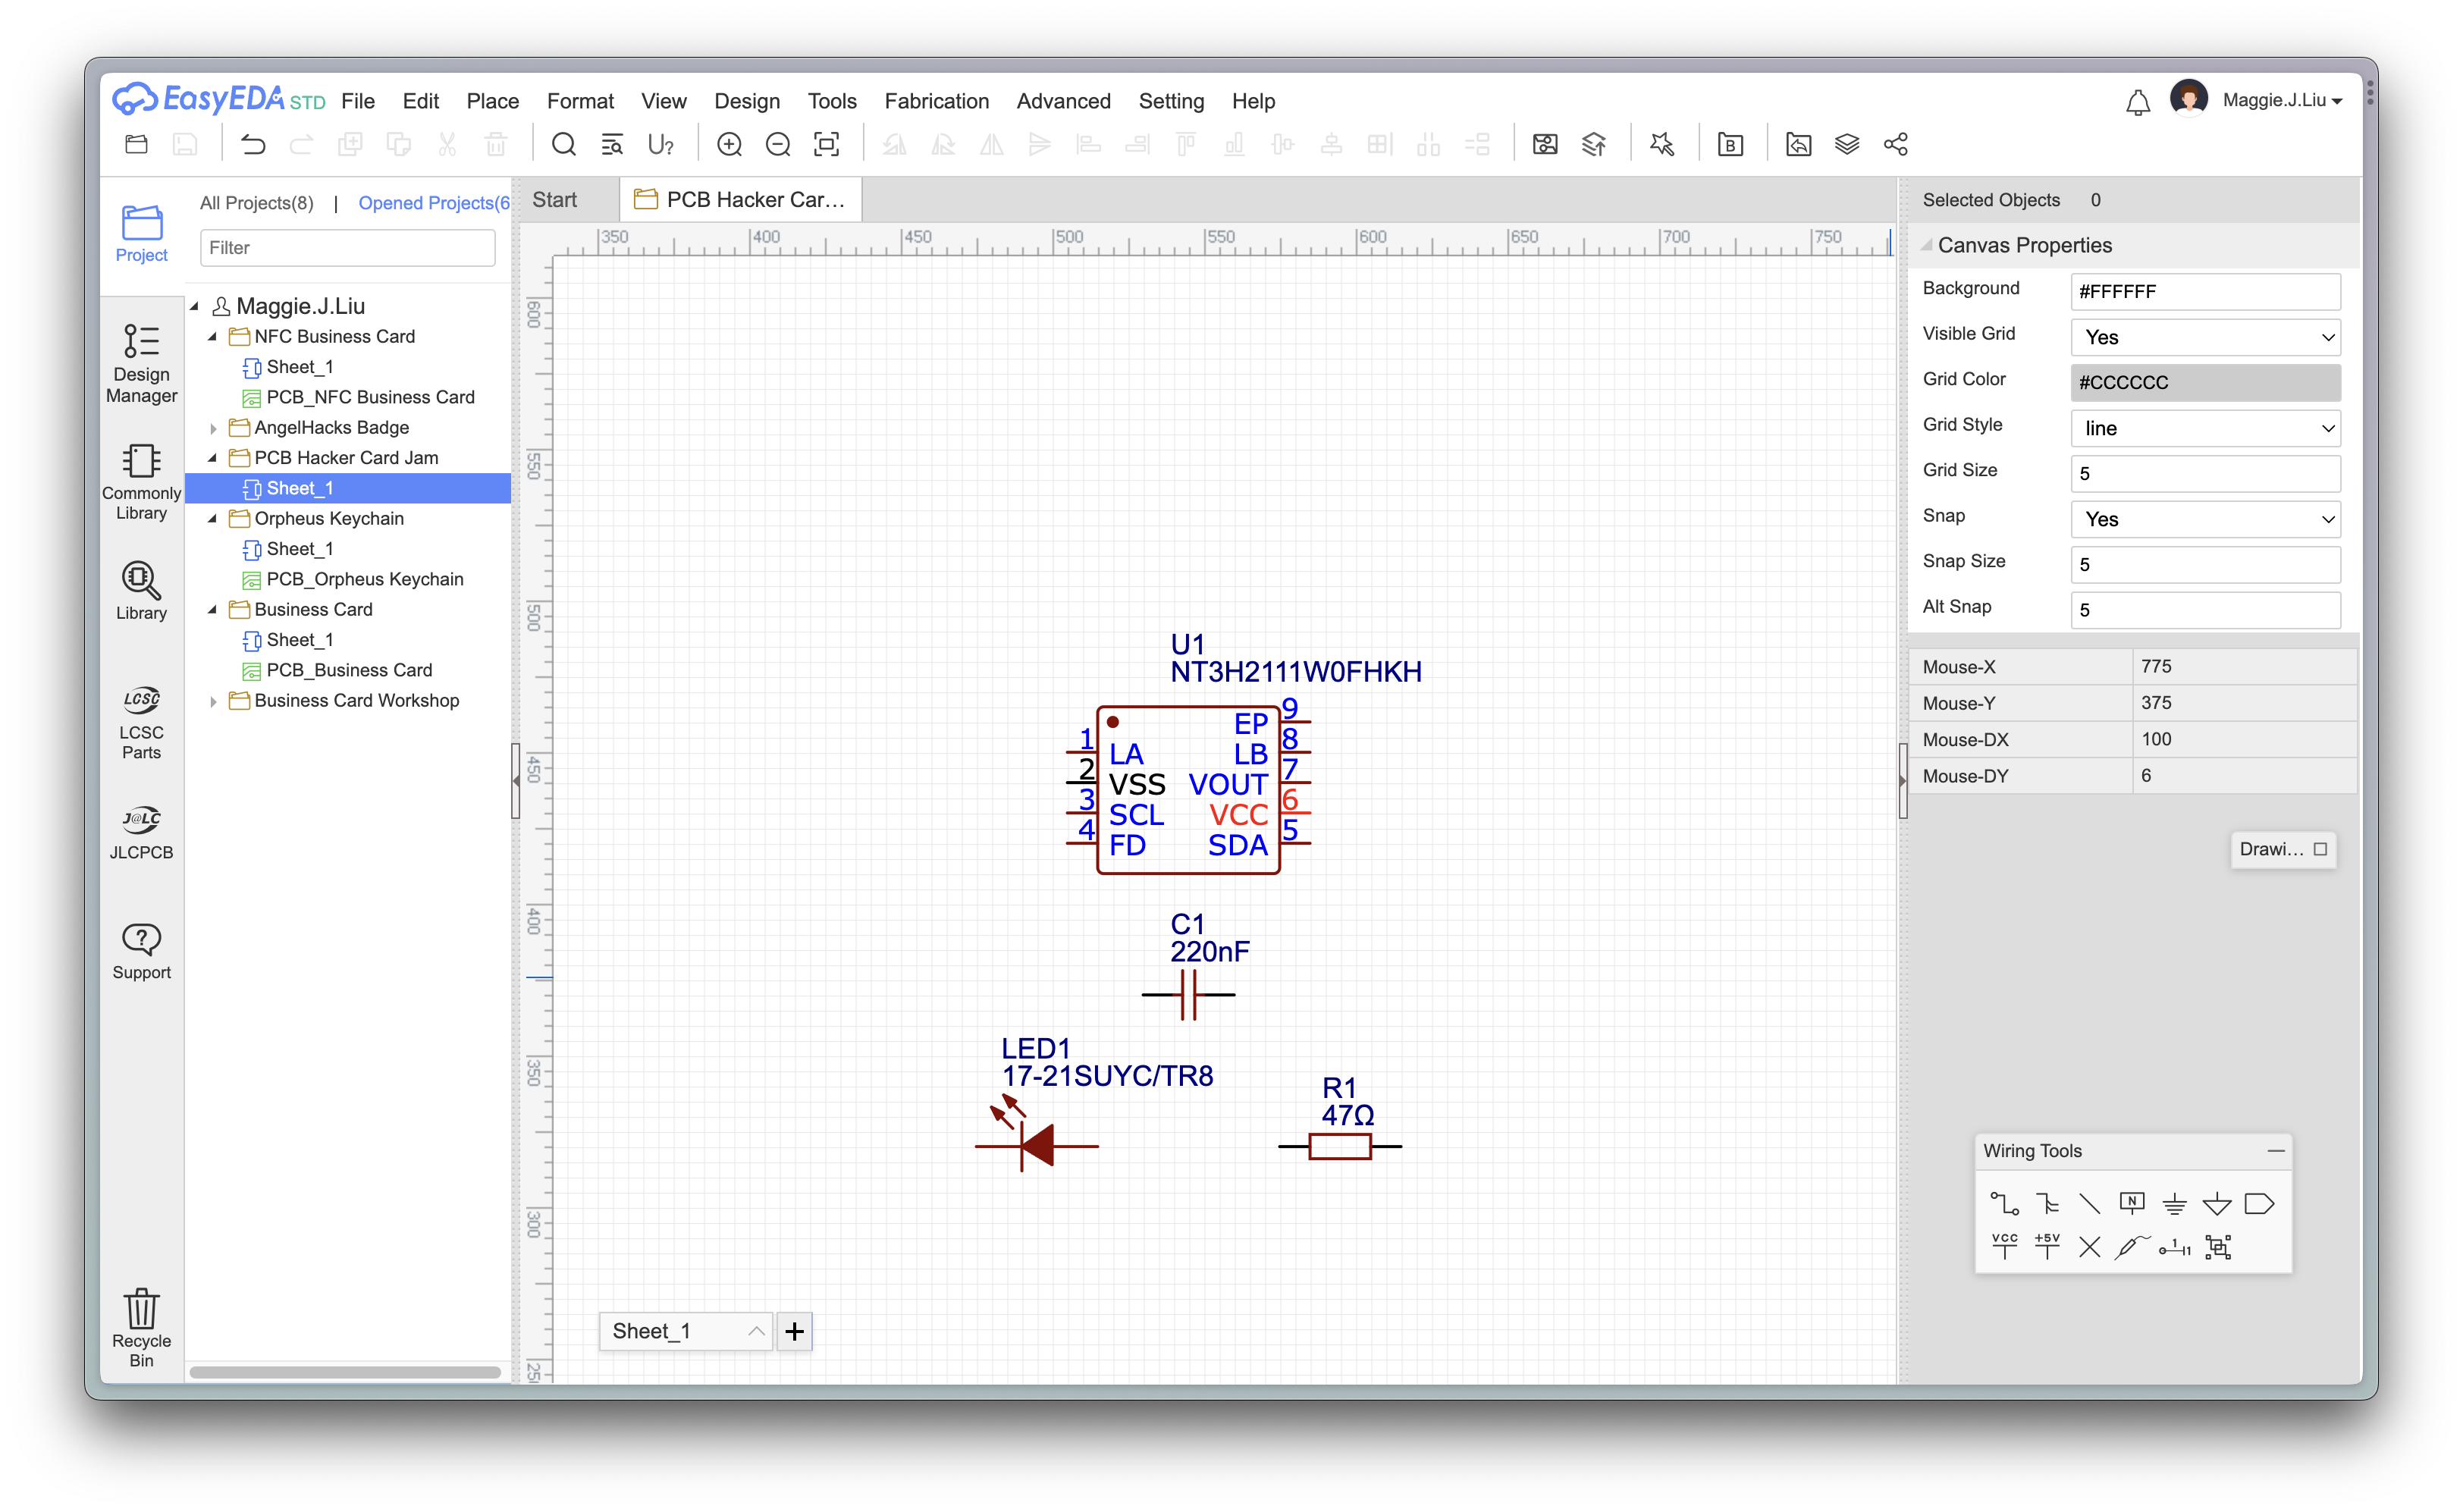 EasyEDA STD File Edit Place Format View Design Tools Fabrication Advanced Setting Help Maggie.J.Liu
U?
B
All Projects(8) | Opened Projects(6
Filter
Project
Design
Manager
Commonly
Library
Library
LCSC
LCSC
Parts
J@LC
JLCPCB
?
Support
Recycle
Bin
Maggie.J.Liu
NFC Business Card
Sheet_1
PCB_NFC Business Card
AngelHacks Badge
PCB Hacker Card Jam
Sheet_1
Orpheus Keychain
Sheet_1
PCB_Orpheus Keychain
Business Card
Sheet_1
PCB_Business Card
Business Card Workshop
Start PCB Hacker Car...
350 400 450 500 550 600 650 700 750
600
550
500
450
400
350
300
25
U1
NT3H2111W0FHKH
EP 9
1 LA LB 8
2 VSS VOUT 7
3 SCL VCC 6
4 FD SDA 5
C1
220nF
LED1
17-21SUYC/TR8
R1
47Ω
Sheet_1 +
Selected Objects 0
Canvas Properties
Background #FFFFFF
Visible Grid Yes
Grid Color #CCCCCC
Grid Style line
Grid Size 5
Snap Yes
Snap Size 5
Alt Snap 5
Mouse-X 775
Mouse-Y 375
Mouse-DX 100
Mouse-DY 6
Drawi...
Wiring Tools
N
VCC +5V 1